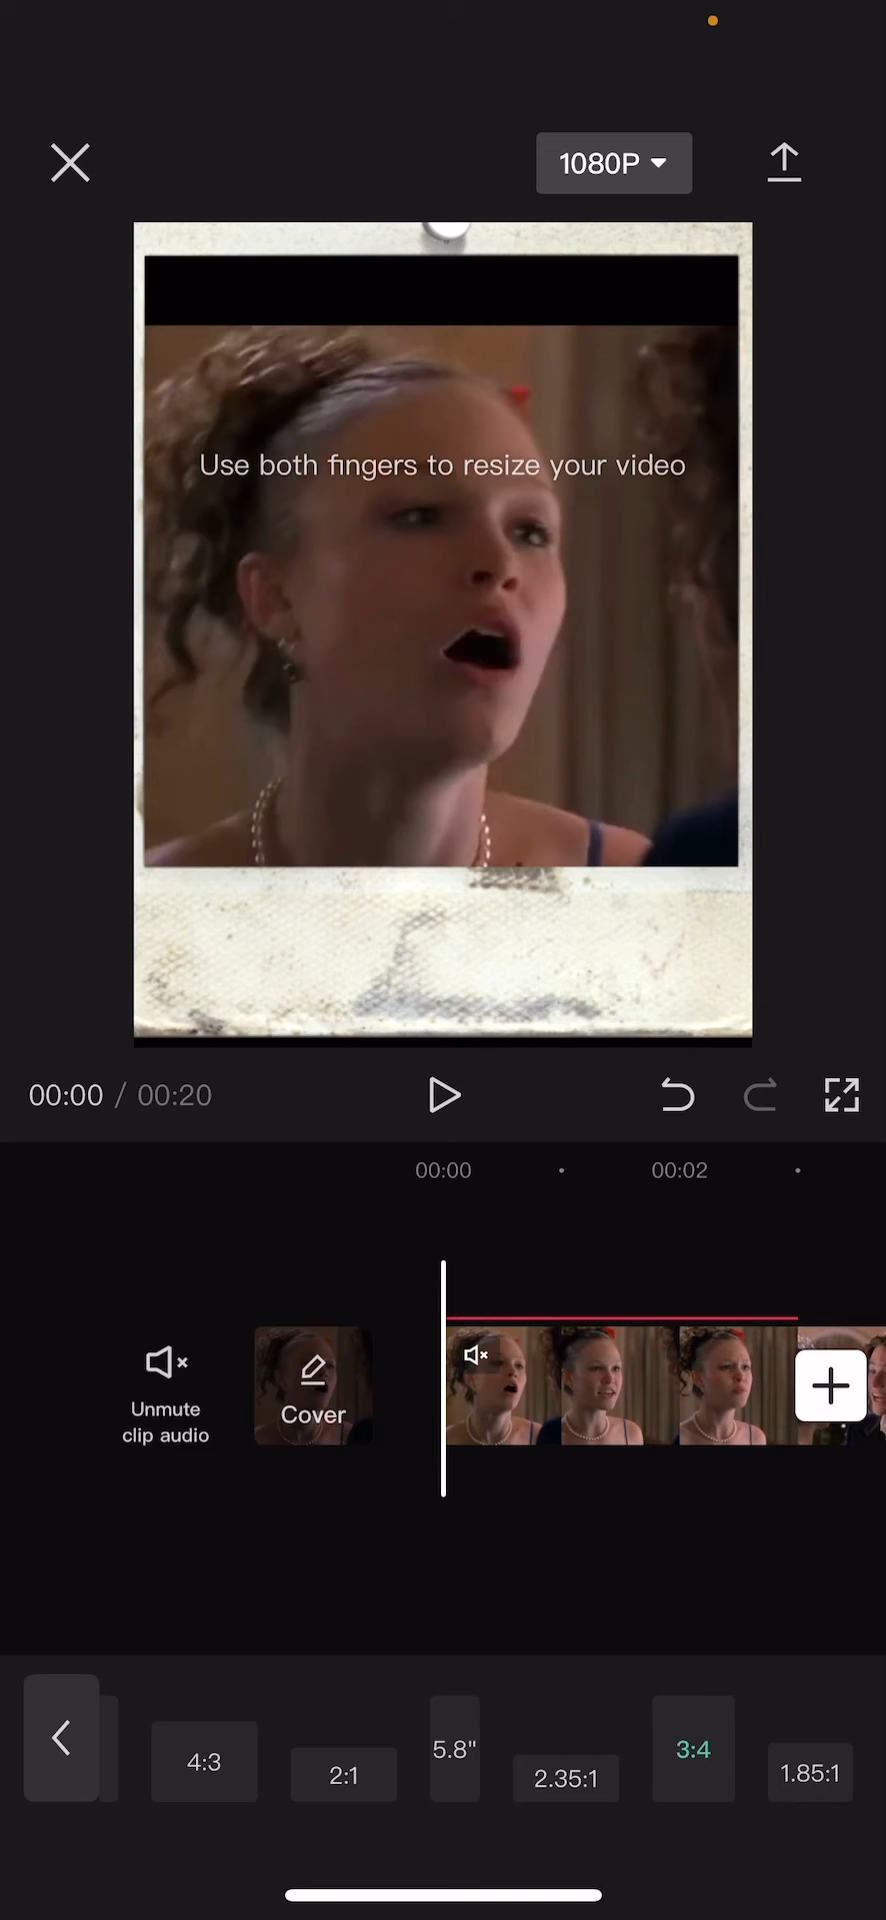 1080P
Use both fingers to resize your video
00:00 / 00:20
00:00
00:02
Unmute
clip audio
Cover
4:3
2:1
5.8"
2.35:1
3:4
1.85:1